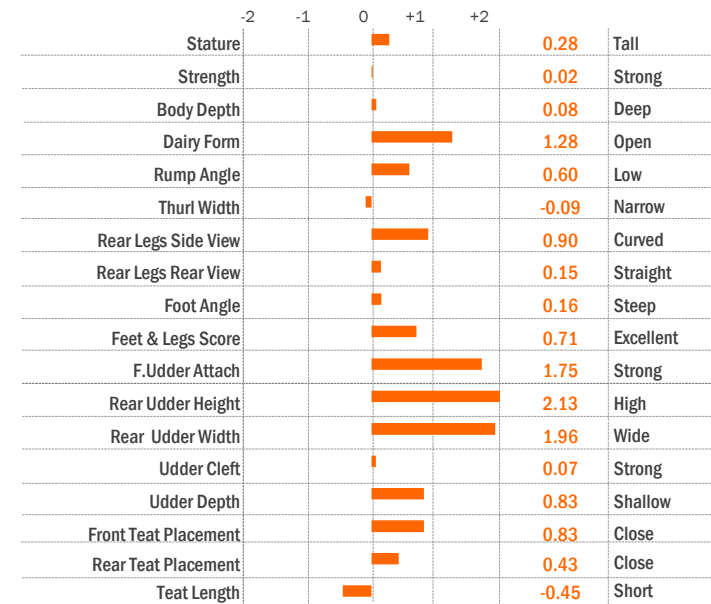 -2 -1 0 +1 +2
Stature 0.28 Tall
Strength 0.02 Strong
Body Depth 0.08 Deep
Dairy Form 1.28 Open
Rump Angle 0.60 Low
Thurl Width -0.09 Narrow
Rear Legs Side View 0.90 Curved
Rear Legs Rear View 0.15 Straight
Foot Angle 0.16 Steep
Feet & Legs Score 0.71 Excellent
F.Udder Attach 1.75 Strong
Rear Udder Height 2.13 High
Rear Udder Width 1.96 Wide
Udder Cleft 0.07 Strong
Udder Depth 0.83 Shallow
Front Teat Placement 0.83 Close
Rear Teat Placement 0.43 Close
Teat Length -0.45 Short